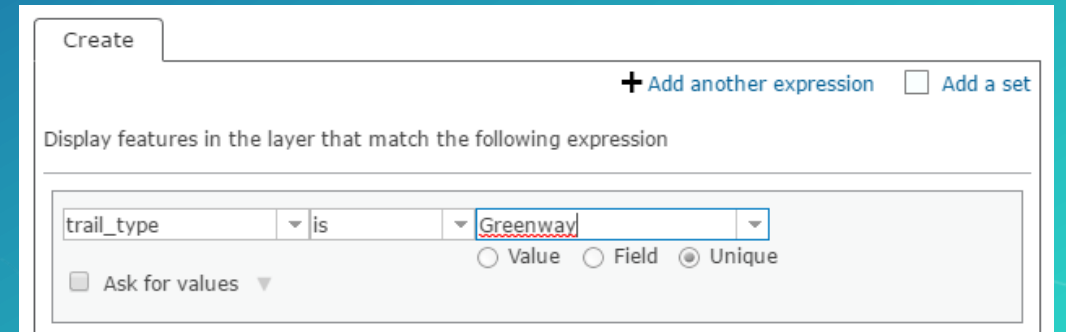 Create
Add another expression Add a set
Display features in the layer that match the following expression
trail_type is Greenway
Value Field Unique
Ask for values